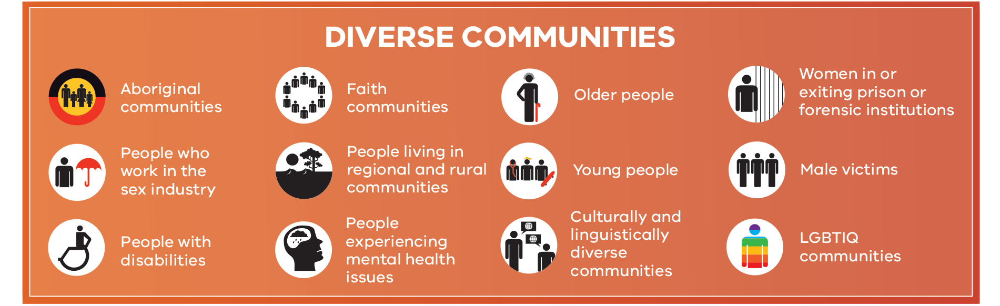 DIVERSE COMMUNITIES
Aboriginal
communities
Faith
communities
Older people
Women in or
exiting prison or
forensic institutions
People who
work in the
sex industry
People living in
regional and rural
communities
Young people
Male victims
People with
disabilities
People
experiencing
mental health
issues
Culturally and
linguistically
diverse
communities
LGBTIQ
communities